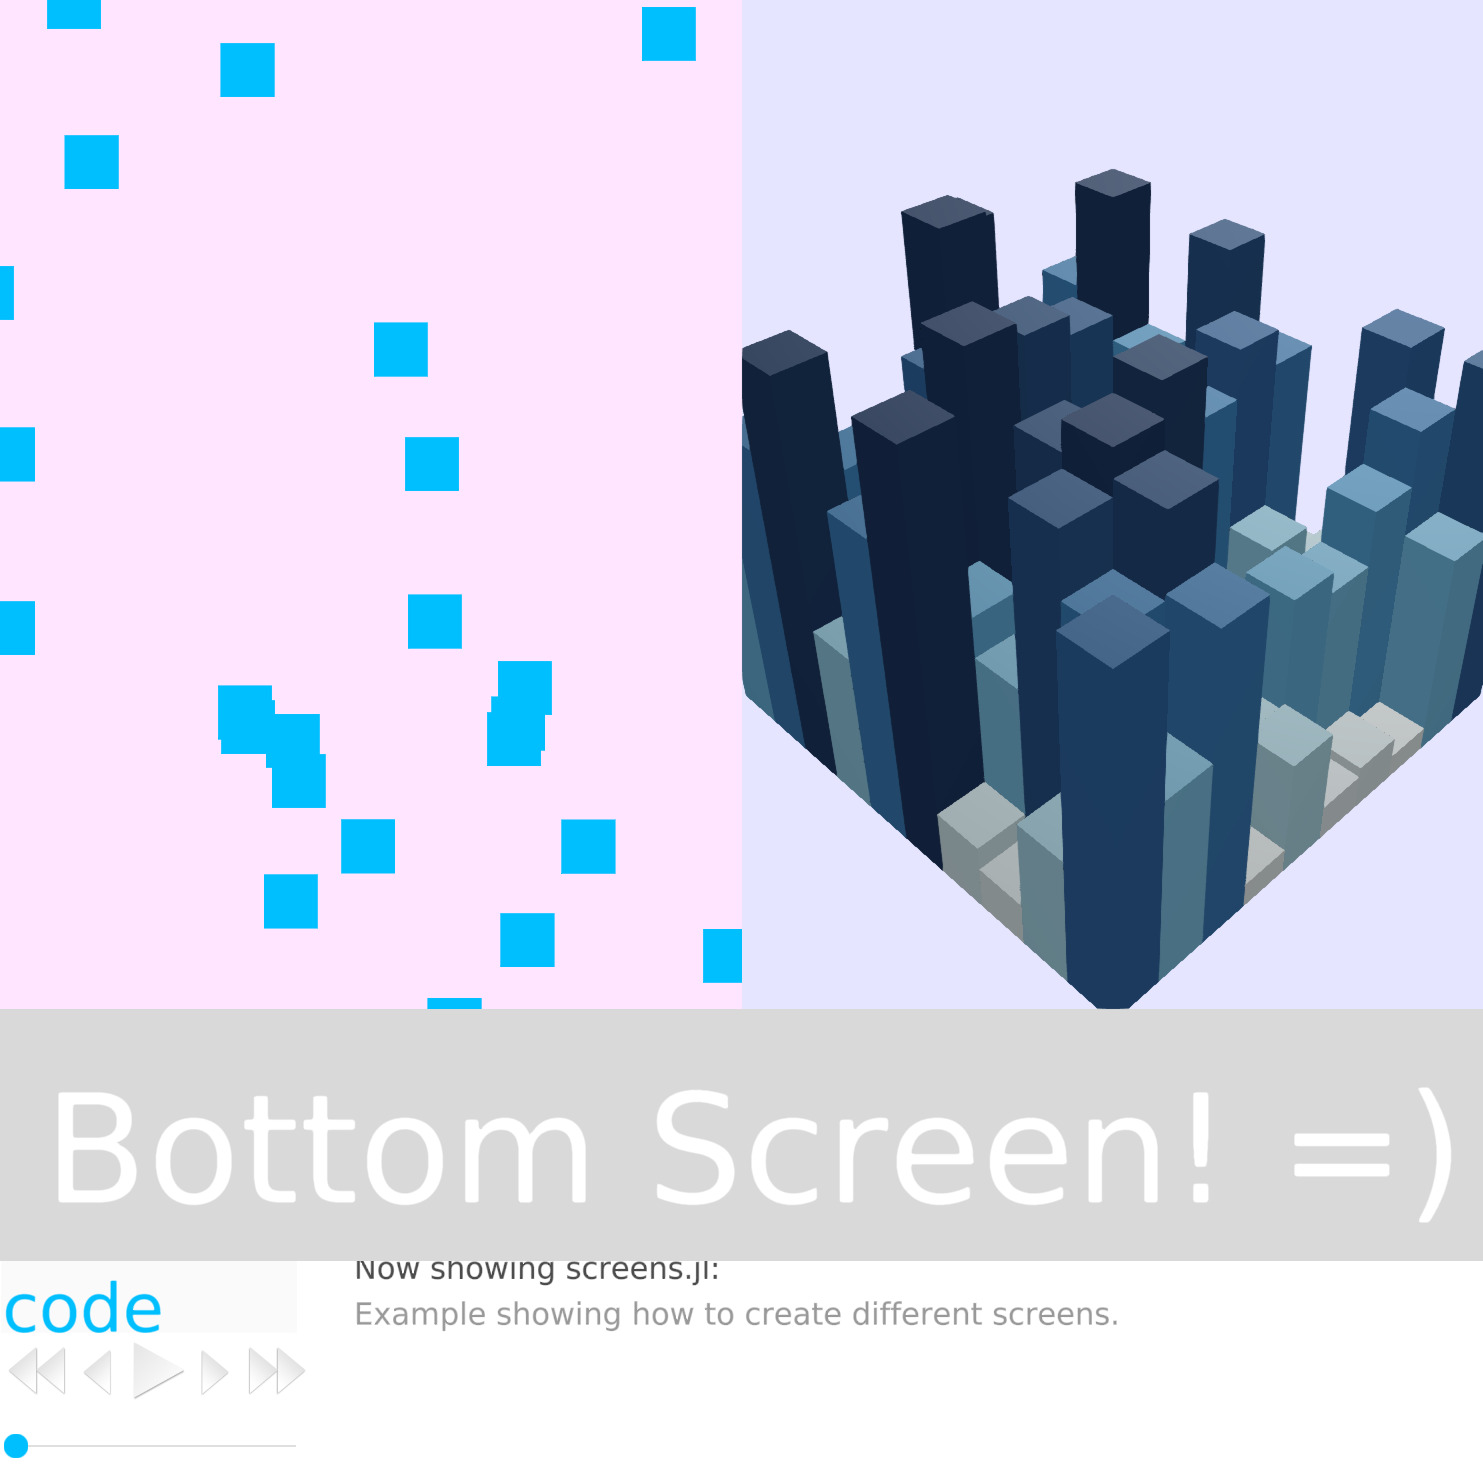 Bottom Screen! =)
Now showing screens.jl:
code
Example showing how to create different screens.